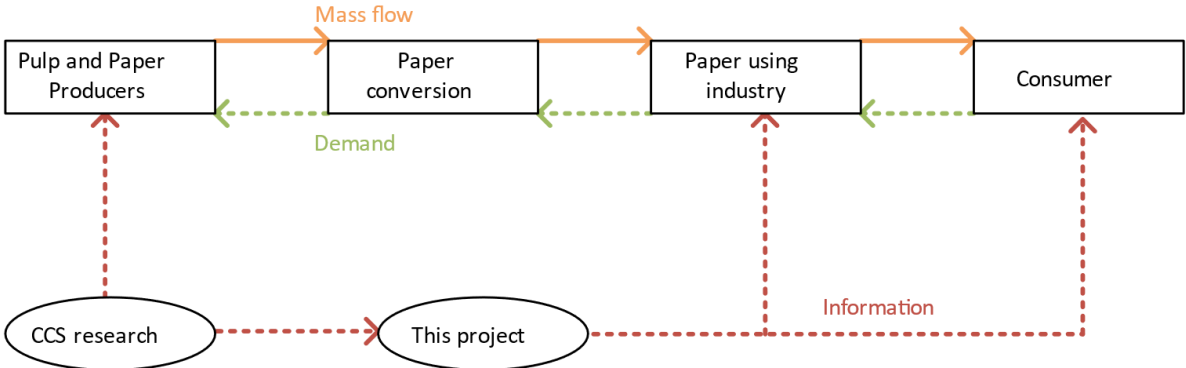 Mass flow
Pulp and Paper
Producers
Paper
conversion
Paper using
industry
Consumer
Demand
Information
CCS research
This project